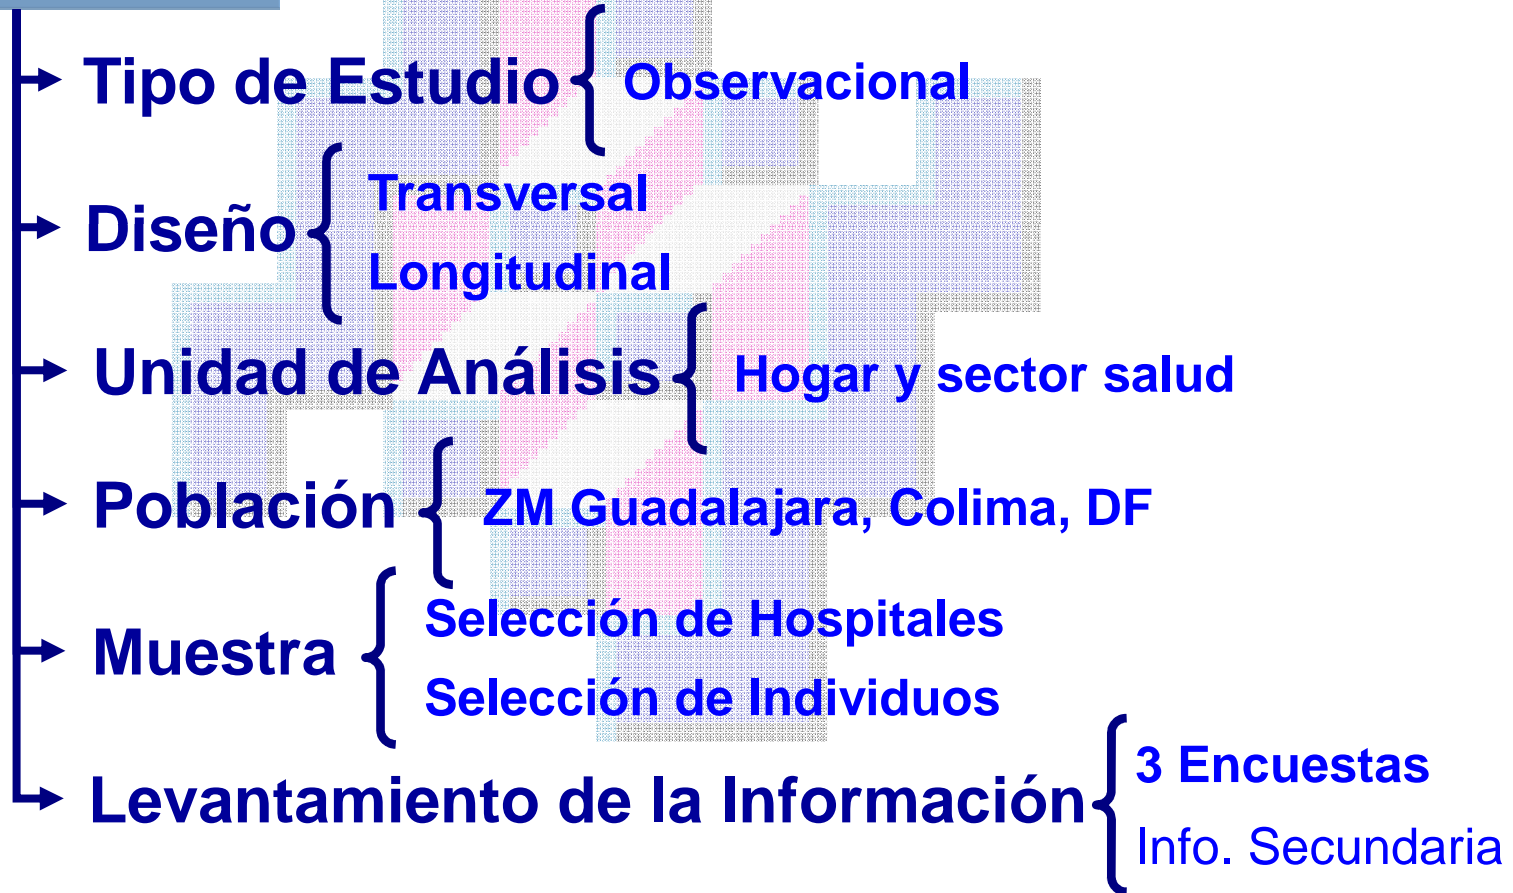 Tipo de Estudio
Observacional
Diseño
Transversal
Longitudinal
Unidad de Análisis
Hogar y sector salud
Población
ZM Guadalajara, Colima, DF
Muestra
Selección de Hospitales
Selección de Individuos
Levantamiento de la Información
3 Encuestas
Info. Secundaria